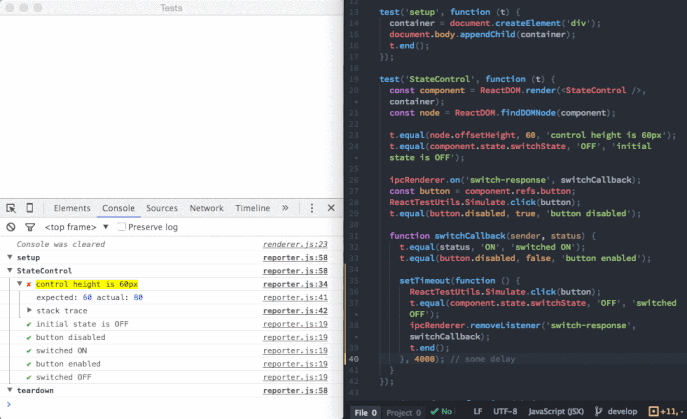 Tests
Elements Console Sources Network Timeline »
<top frame> ▼ Preserve log
Console was cleared renderer.js:23
▼ setup reporter.js:58
▼ StateControl reporter.js:58
▼ ✘ control height is 60px reporter.js:34
expected: 60 actual: 80 reporter.js:41
▶ stack trace reporter.js:42
✔ initial state is OFF reporter.js:19
✔ button disabled reporter.js:19
✔ switched ON reporter.js:19
✔ button enabled reporter.js:19
✔ switched OFF reporter.js:19
▼ teardown reporter.js:58
>
12
13 test('setup', function (t) {
14 container = document.createElement('div');
15 document.body.appendChild(container);
16 t.end();
17 });
18
19 test('StateControl', function (t) {
20 const component = ReactDOM.render(<StateControl />,
• container);
21 const node = ReactDOM.findDOMNode(component);
22
23 t.equal(node.offsetHeight, 60, 'control height is 60px');
24 t.equal(component.state.switchState, 'OFF', 'initial
• state is OFF');
25
26 ipcRenderer.on('switch-response', switchCallback);
27 const button = component.refs.button;
28 ReactTestUtils.Simulate.click(button);
29 t.equal(button.disabled, true, 'button disabled');
30
31 function switchCallback(sender, status) {
32 t.equal(status, 'ON', 'switched ON');
33 t.equal(button.disabled, false, 'button enabled');
34
35 setTimeout(function () {
36 ReactTestUtils.Simulate.click(button);
37 t.equal(component.state.switchState, 'OFF', 'switched
• OFF');
38 ipcRenderer.removeListener('switch-response',
• switchCallback);
39 t.end();
40 }, 4000); // some delay
41 }
42 });
43
File 0 Project 0 ✔ No LF UTF-8 JavaScript (JSX) develop +11,